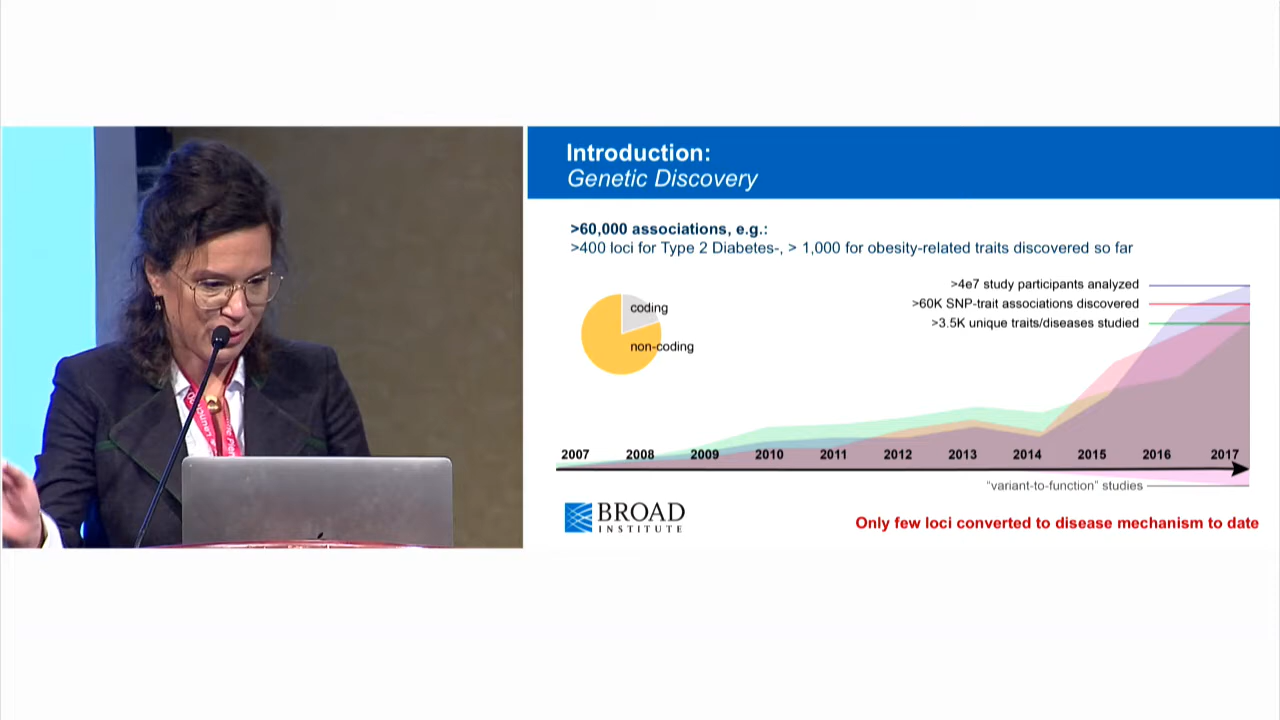 Introduction:
Genetic Discovery
>60,000 associations, e.g.:
>400 loci for Type 2 Diabetes-, > 1,000 for obesity-related traits discovered so far
coding
non-coding
>4e7 study participants analyzed
>60K SNP-trait associations discovered
>3.5K unique traits/diseases studied
2007 2008 2009 2010 2011 2012 2013 2014 2015 2016 2017
“variant-to-function” studies
BROAD
INSTITUTE
Only few loci converted to disease mechanism to date